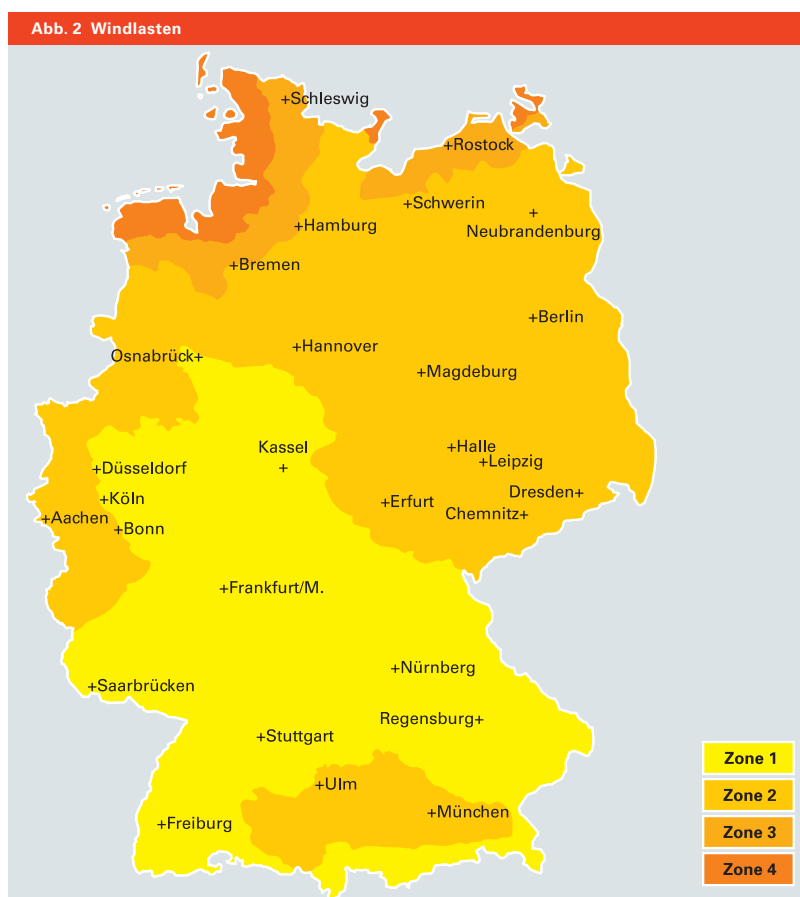 Abb. 2 Windlasten
+Schleswig
+Rostock
+Schwerin
+
Neubrandenburg
+Hamburg
+Bremen
+Berlin
Osnabrück+
+Hannover
+Magdeburg
Kassel
+
+Halle
+Leipzig
+Düsseldorf
Dresden+
+Köln
+Erfurt
Chemnitz+
+Aachen
+Bonn
+Frankfurt/M.
+Nürnberg
+Saarbrücken
Regensburg+
+Stuttgart
+Ulm
+München
+Freiburg
Zone 1
Zone 2
Zone 3
Zone 4